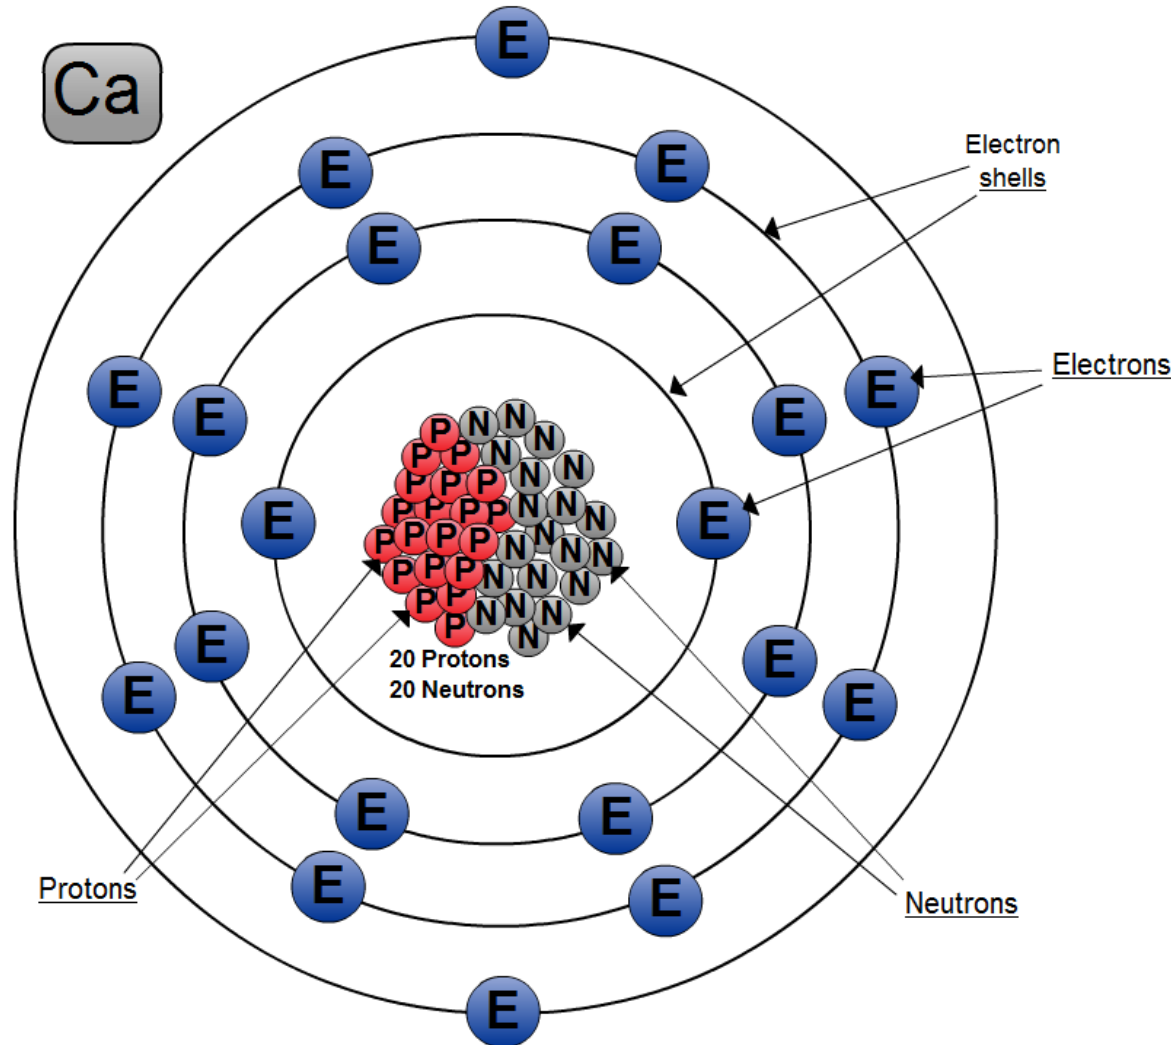 E
Ca
Electron
shells
E E
E E
Electrons
E E
E E
P N N N
P P N N
P P P N
P P P P N N N
E E
P P P P N N N N
P P P N N N
P P N N N
P N
20 Protons
20 Neutrons
E E
E E
E E
E E
Protons
Neutrons
E